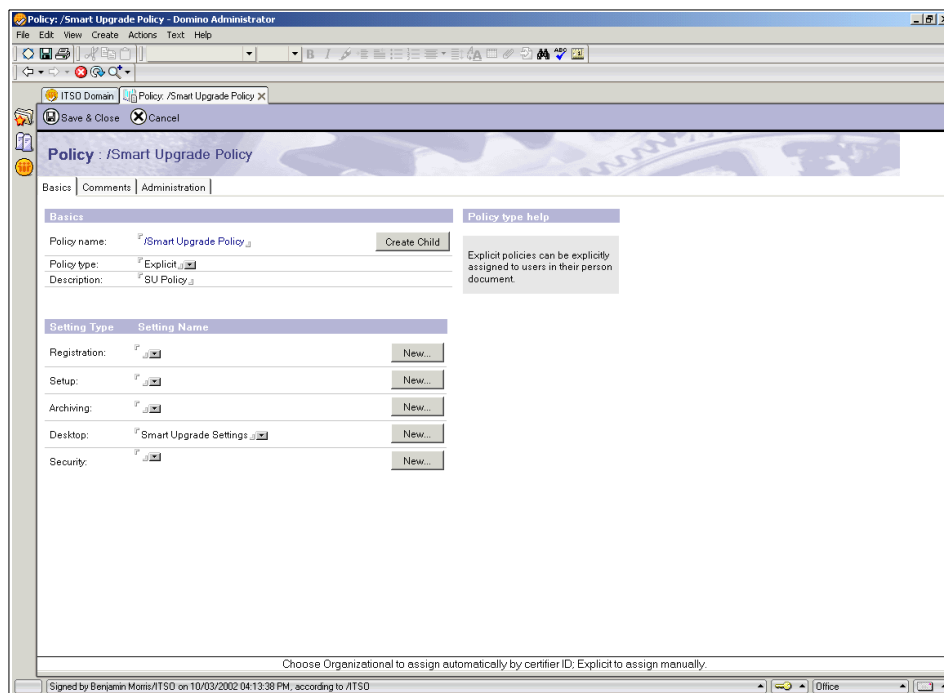 Policy: /Smart Upgrade Policy - Domino Administrator
File Edit View Create Actions Text Help
ITSO Domain Policy: /Smart Upgrade Policy
Save & Close Cancel
Policy : /Smart Upgrade Policy
Basics Comments Administration
Basics Policy type help
Policy name: /Smart Upgrade Policy Create Child
Explicit policies can be explicitly
assigned to users in their person
document.
Policy type: Explicit
Description: SU Policy
Setting Type Setting Name
Registration: New...
Setup: New...
Archiving: New...
Desktop: Smart Upgrade Settings New...
Security: New...
Choose Organizational to assign automatically by certifier ID; Explicit to assign manually.
Signed by Benjamin Morris/ITSO on 10/03/2002 04:13:38 PM, according to /ITSO Office